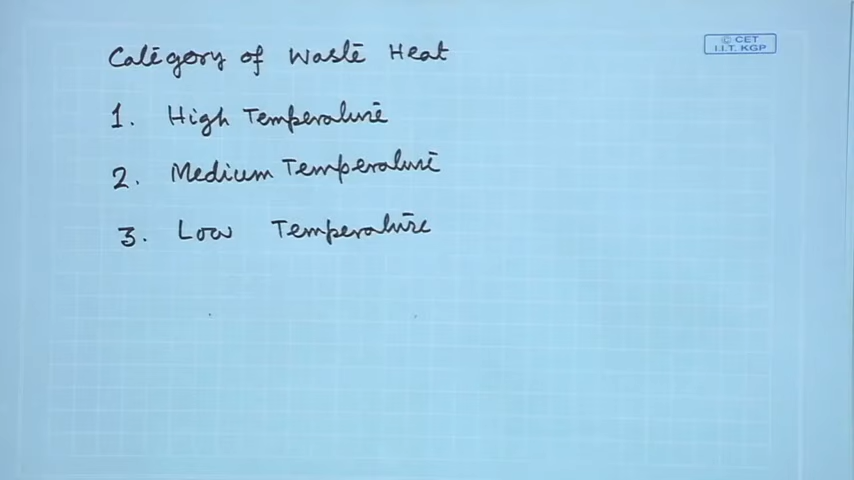 Category of Waste Heat
© CET
I.I.T. KGP
1. High Temperature
2. Medium Temperature
3. Low Temperature